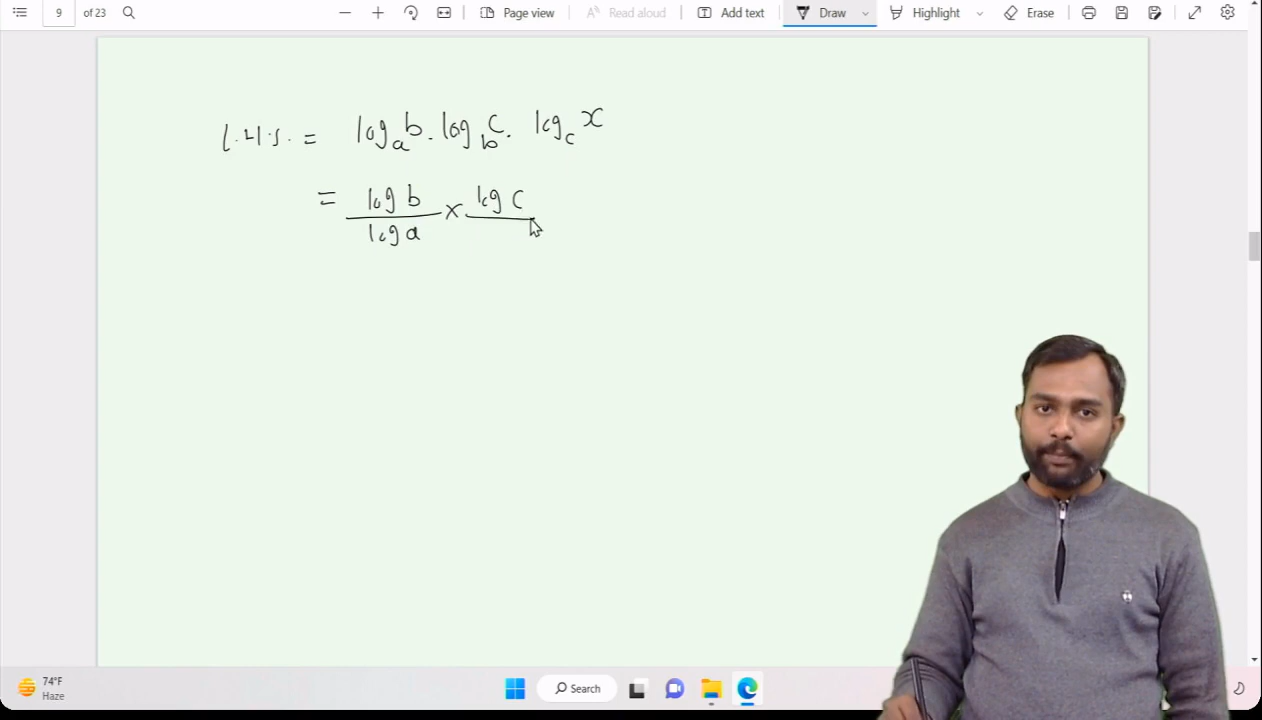 9 of 23 Page view Read aloud Add text Draw Highlight Erase
L.H.S. = logₐb · log_b c · log_c x
= log b / log a × log c
74°F
Haze
Search